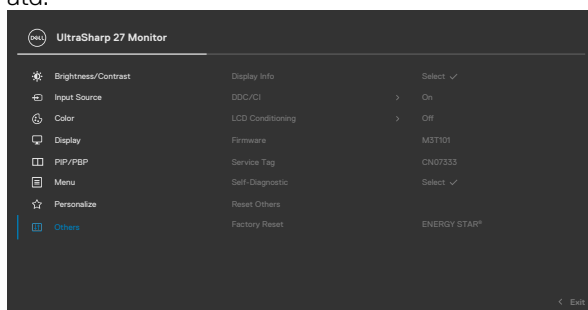 atd.
DELL UltraSharp 27 Monitor
Brightness/Contrast Display Info Select ✓
Input Source DDC/CI > On
Color LCD Conditioning > Off
Display Firmware M3T101
PIP/PBP Service Tag CN07333
Menu Self-Diagnostic Select ✓
Personalize Reset Others
Others Factory Reset ENERGY STAR®
< Exit